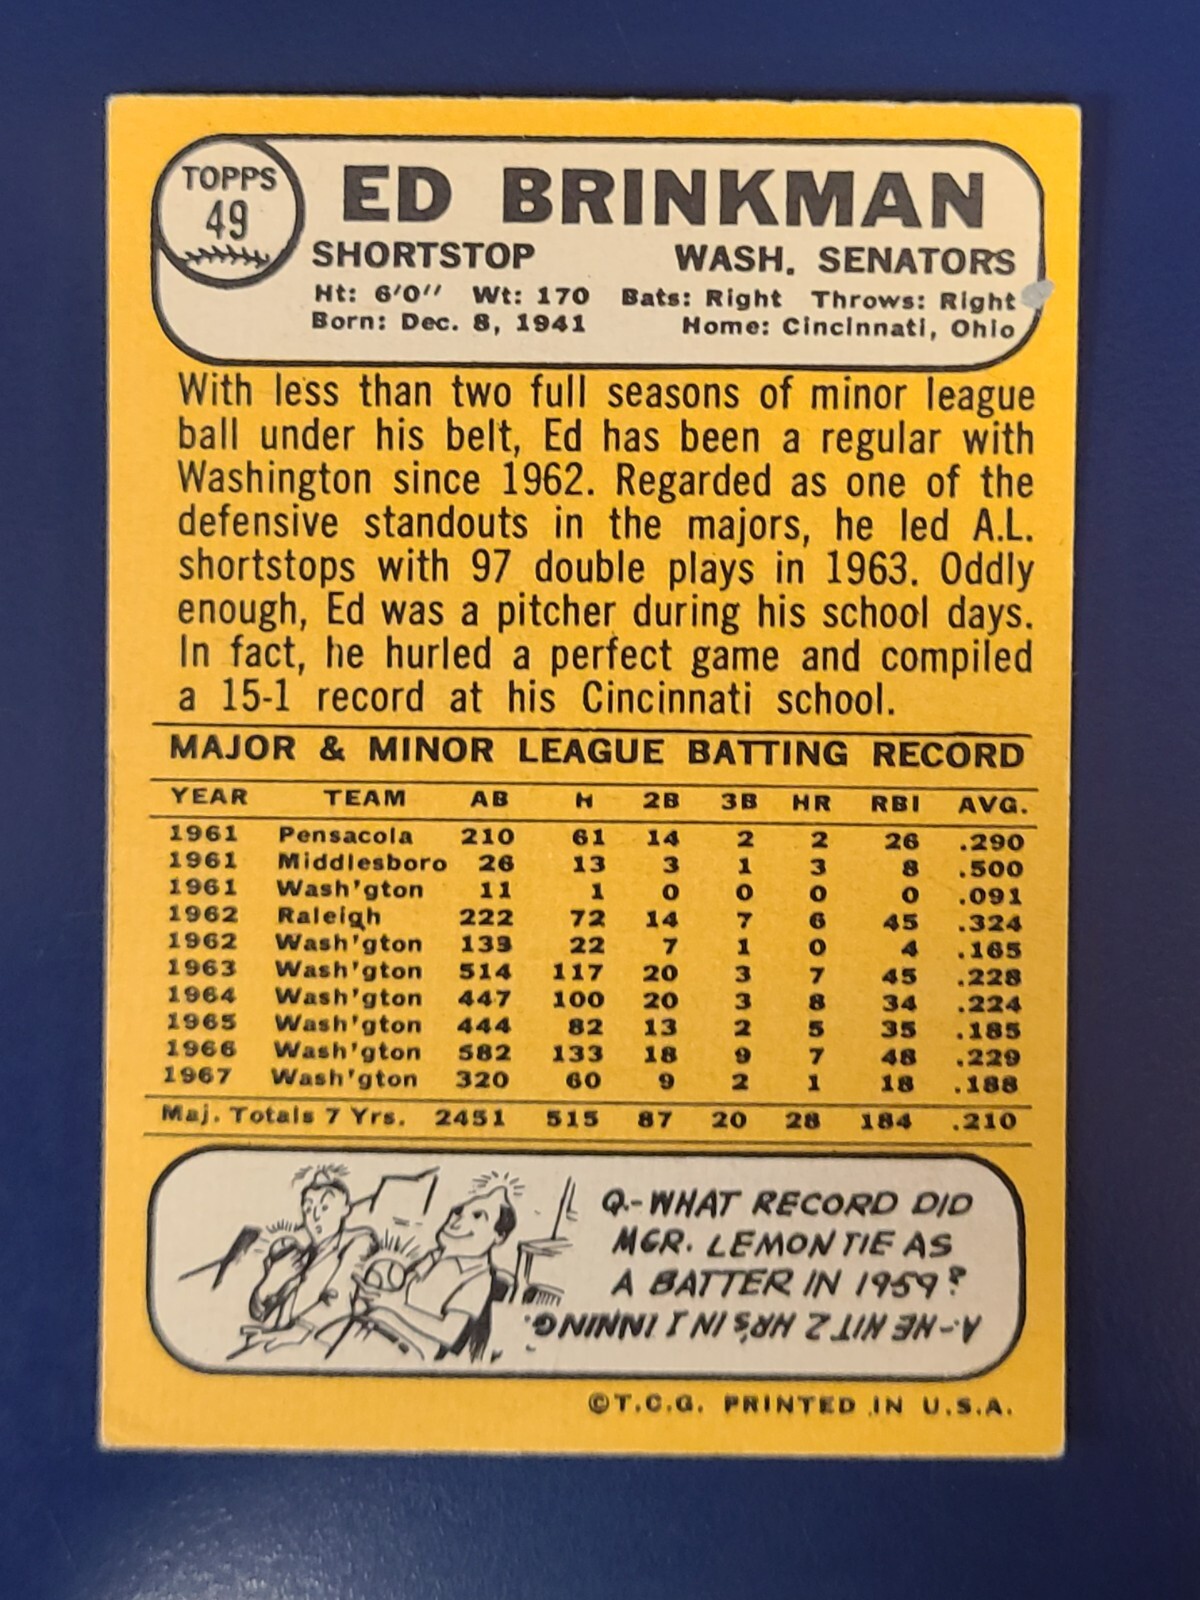 TOPPS
49
ED BRINKMAN
SHORTSTOP WASH. SENATORS
Ht: 6'0" Wt: 170 Bats: Right Throws: Right
Born: Dec. 8, 1941 Home: Cincinnati, Ohio
With less than two full seasons of minor league
ball under his belt, Ed has been a regular with
Washington since 1962. Regarded as one of the
defensive standouts in the majors, he led A.L.
shortstops with 97 double plays in 1963. Oddly
enough, Ed was a pitcher during his school days.
In fact, he hurled a perfect game and compiled
a 15-1 record at his Cincinnati school.
MAJOR & MINOR LEAGUE BATTING RECORD
YEAR TEAM AB H 2B 3B HR RBI AVG.
1961 Pensacola 210 61 14 2 2 26 .290
1961 Middlesboro 26 13 3 1 3 8 .500
1961 Wash'gton 11 1 0 0 0 0 .091
1962 Raleigh 222 72 14 7 6 45 .324
1962 Wash'gton 133 22 7 1 0 4 .165
1963 Wash'gton 514 117 20 3 7 45 .228
1964 Wash'gton 447 100 20 3 8 34 .224
1965 Wash'gton 444 82 13 2 5 35 .185
1966 Wash'gton 582 133 18 9 7 48 .229
1967 Wash'gton 320 60 9 2 1 18 .188
Maj. Totals 7 Yrs. 2451 515 87 20 28 184 .210
Q.-WHAT RECORD DID
MGR. LEMON TIE AS
A BATTER IN 1959?
A.-HE HIT 2 HR'S IN 1 INNING.
©T.C.G. PRINTED IN U.S.A.